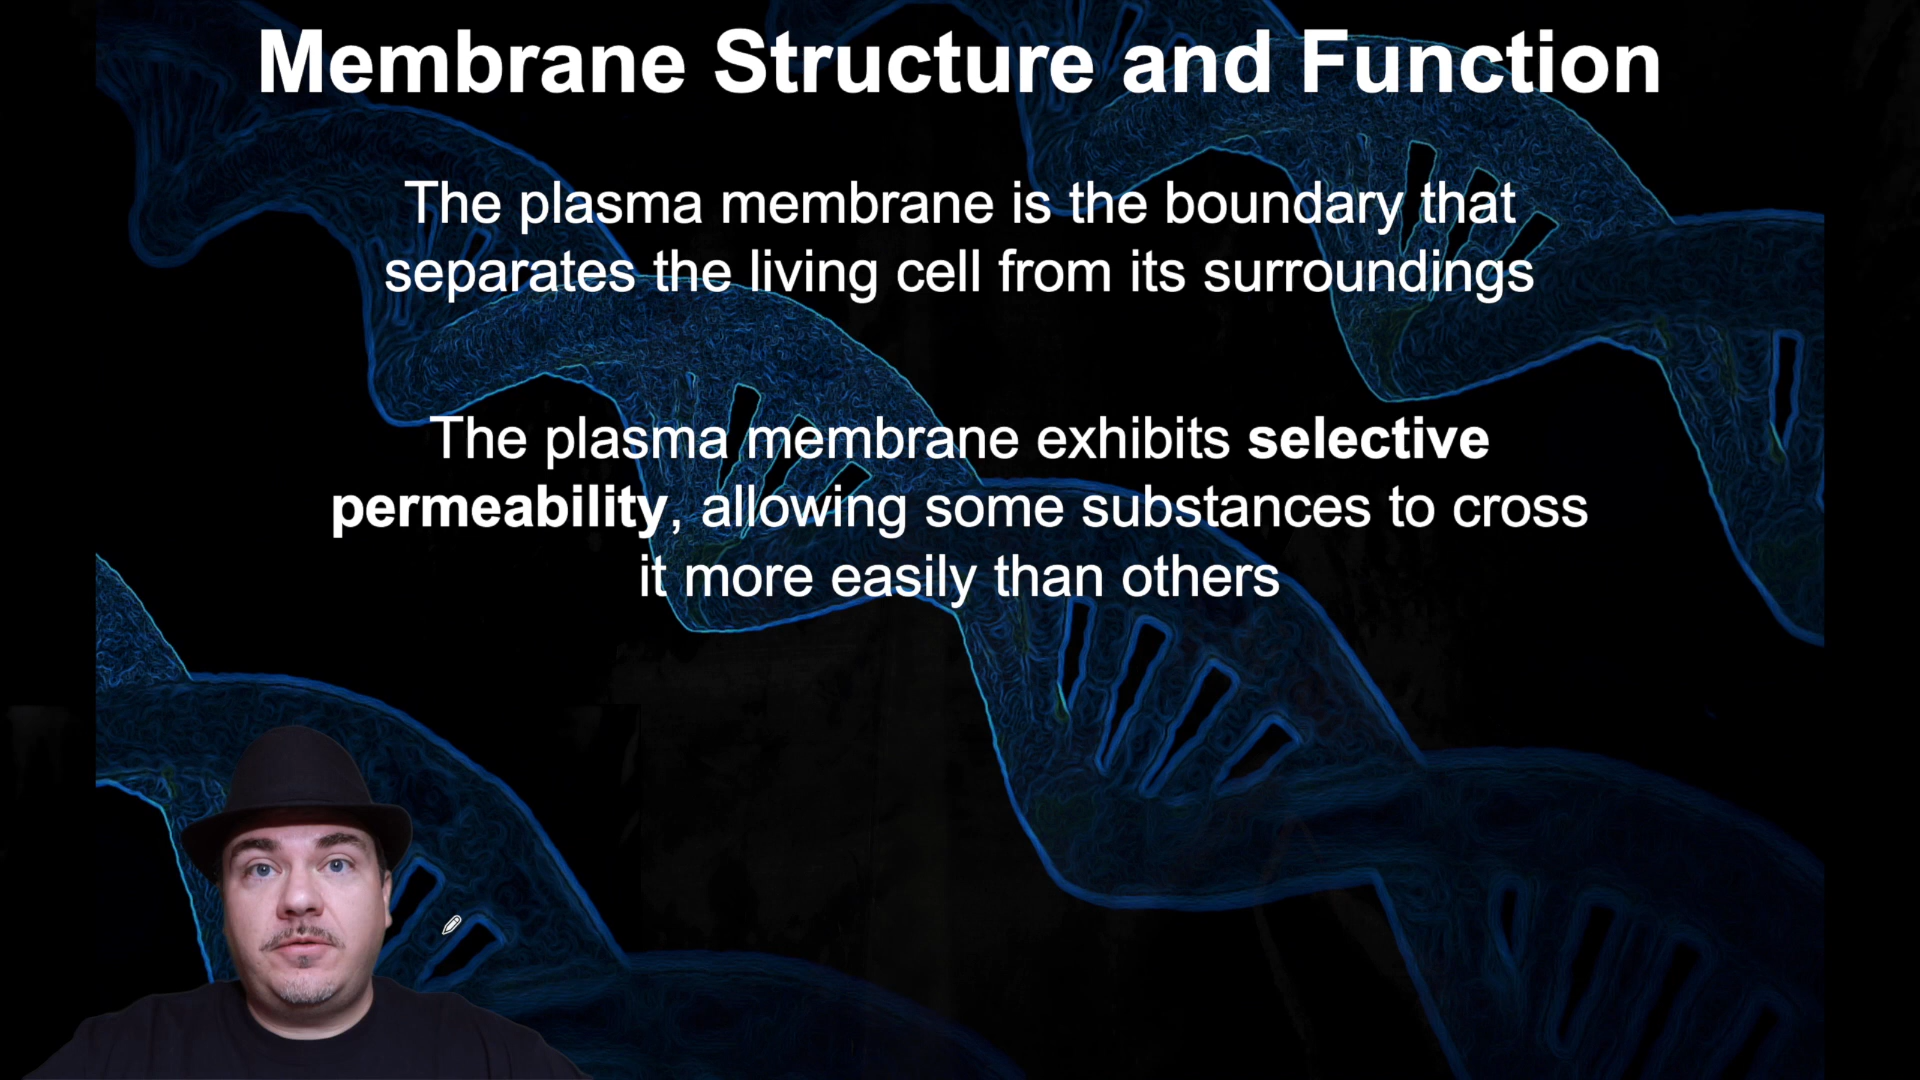 Membrane Structure and Function
The plasma membrane is the boundary that
separates the living cell from its surroundings
The plasma membrane exhibits selective
permeability, allowing some substances to cross
it more easily than others